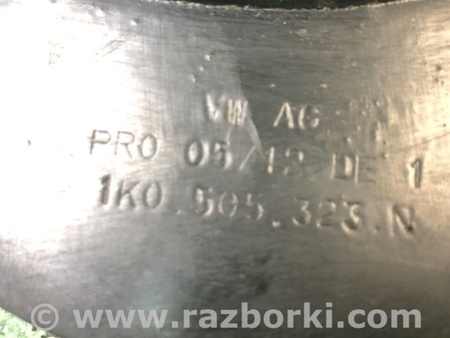 VW AG
PRO 05/12 DE 1
1K0.505.323.N
© www.razborki.com/